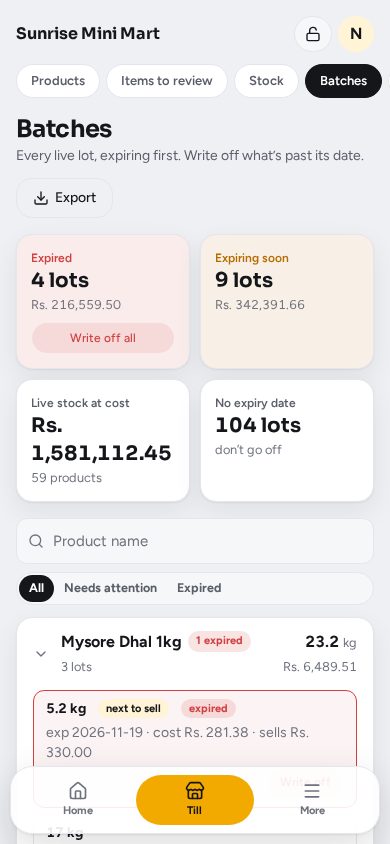 Sunrise Mini Mart
N
Products
Items to review
Stock
Batches
Batches
Every live lot, expiring first. Write off what's past its date.
Export
Expired
4 lots
Rs. 216,559.50
Write off all
Expiring soon
9 lots
Rs. 342,391.66
Live stock at cost
Rs.
1,581,112.45
59 products
No expiry date
104 lots
don't go off
Product name
All
Needs attention
Expired
Mysore Dhal 1kg
1 expired
23.2 kg
3 lots
Rs. 6,489.51
5.2 kg
next to sell
expired
exp 2026-11-19 · cost Rs. 281.38 · sells Rs.
330.00
Write off
Home
Till
More
17 kg